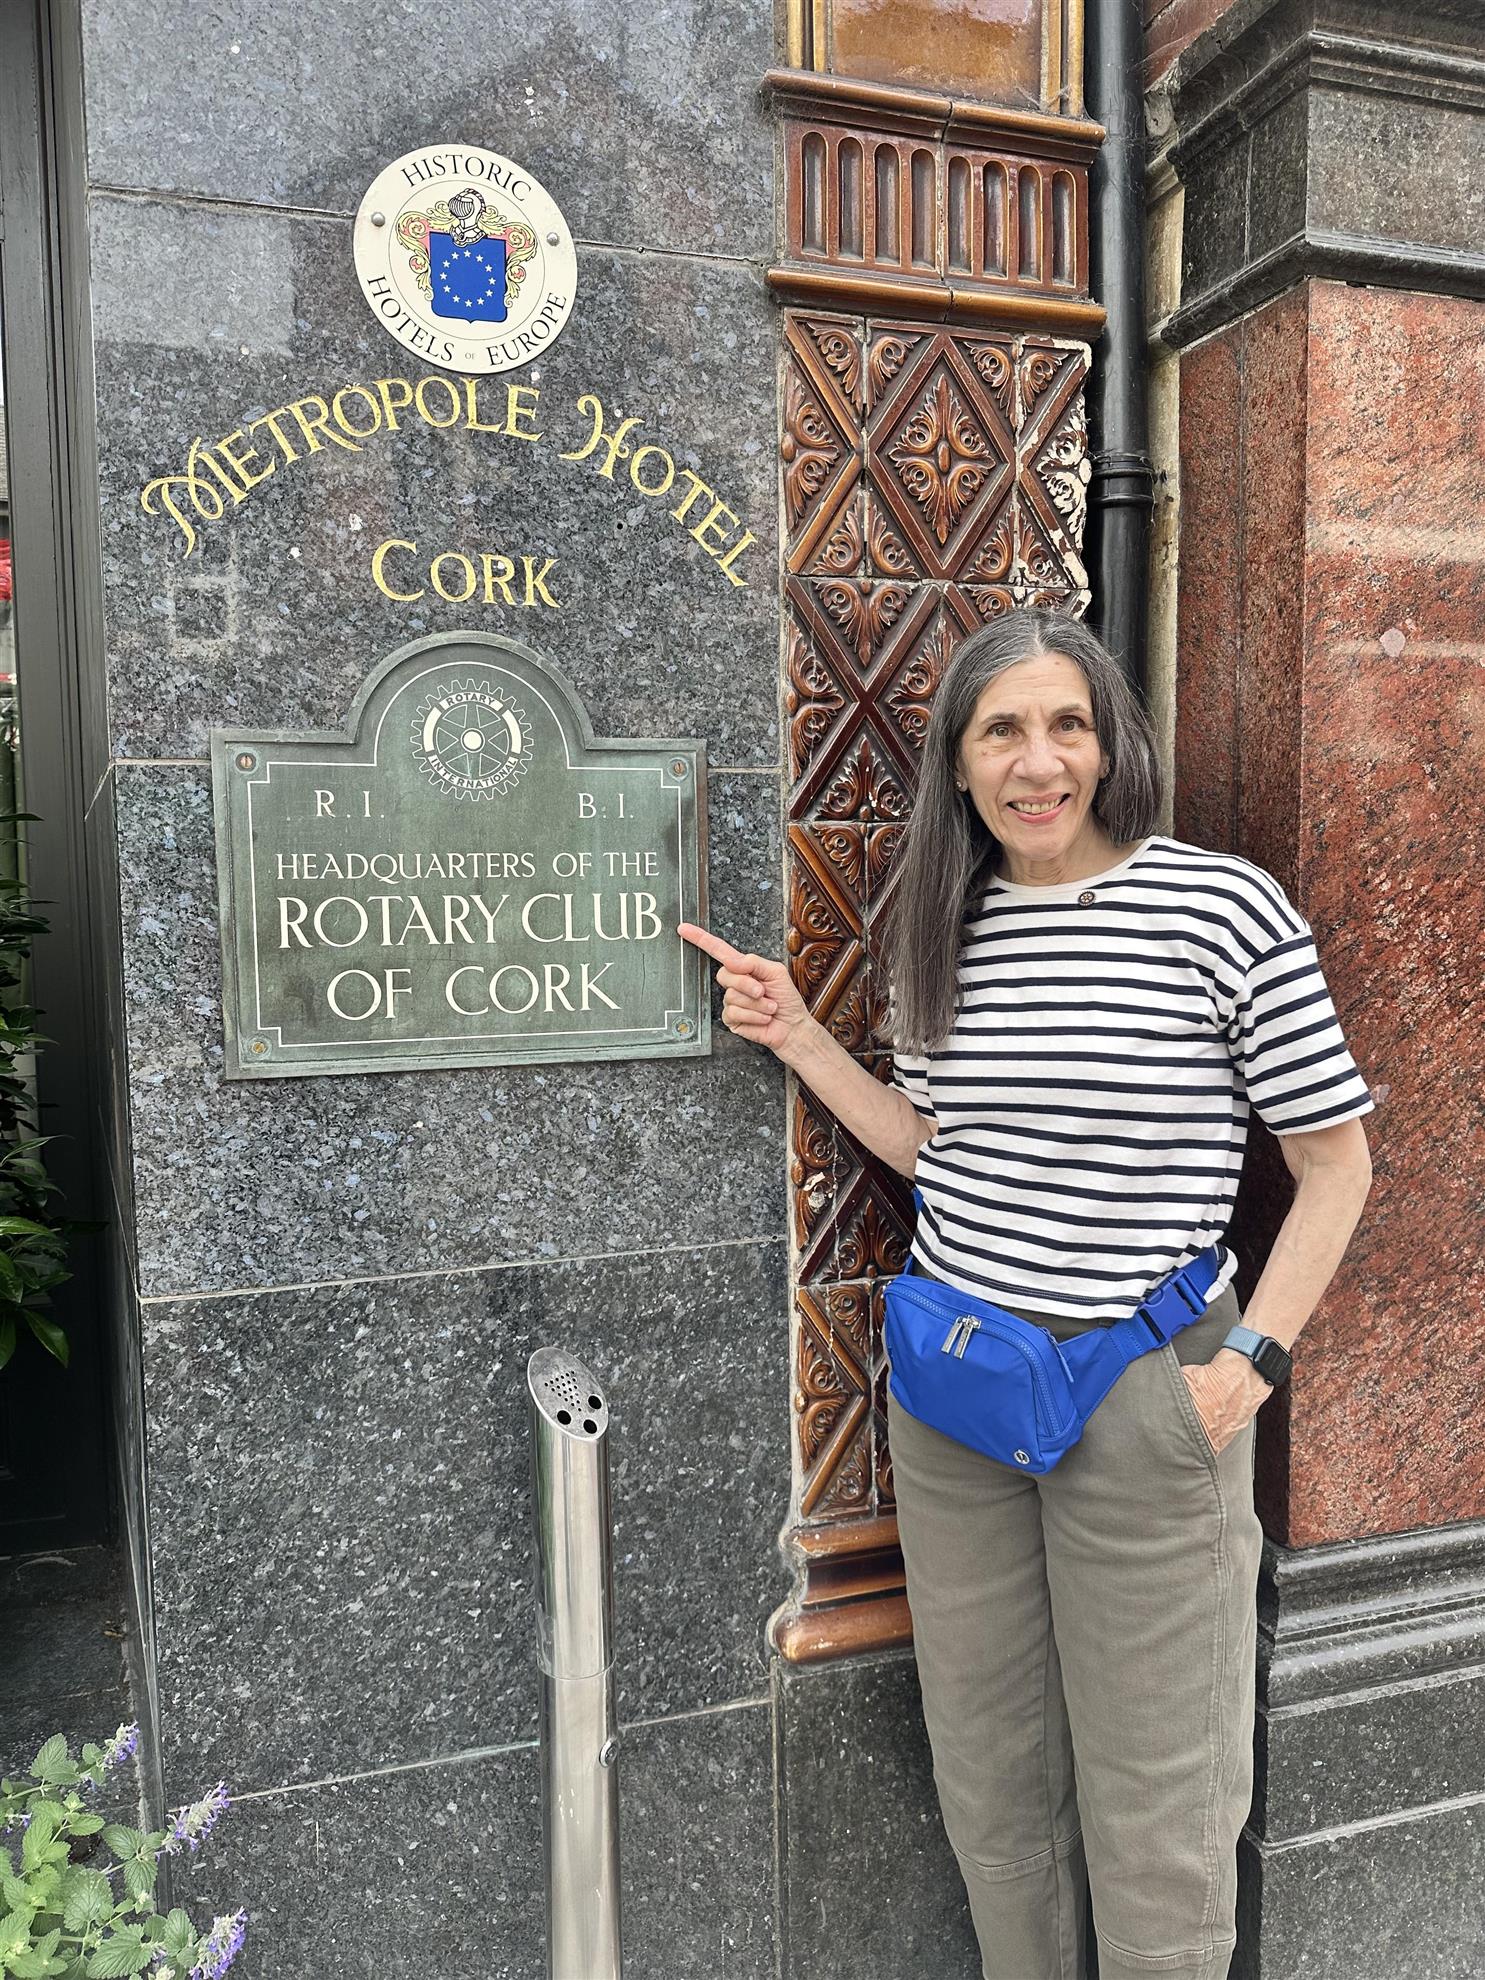 HISTORIC
HOTELS OF EUROPE
METROPOLE HOTEL
CORK
ROTARY
INTERNATIONAL
R.I. B.I.
HEADQUARTERS OF THE
ROTARY CLUB
OF CORK